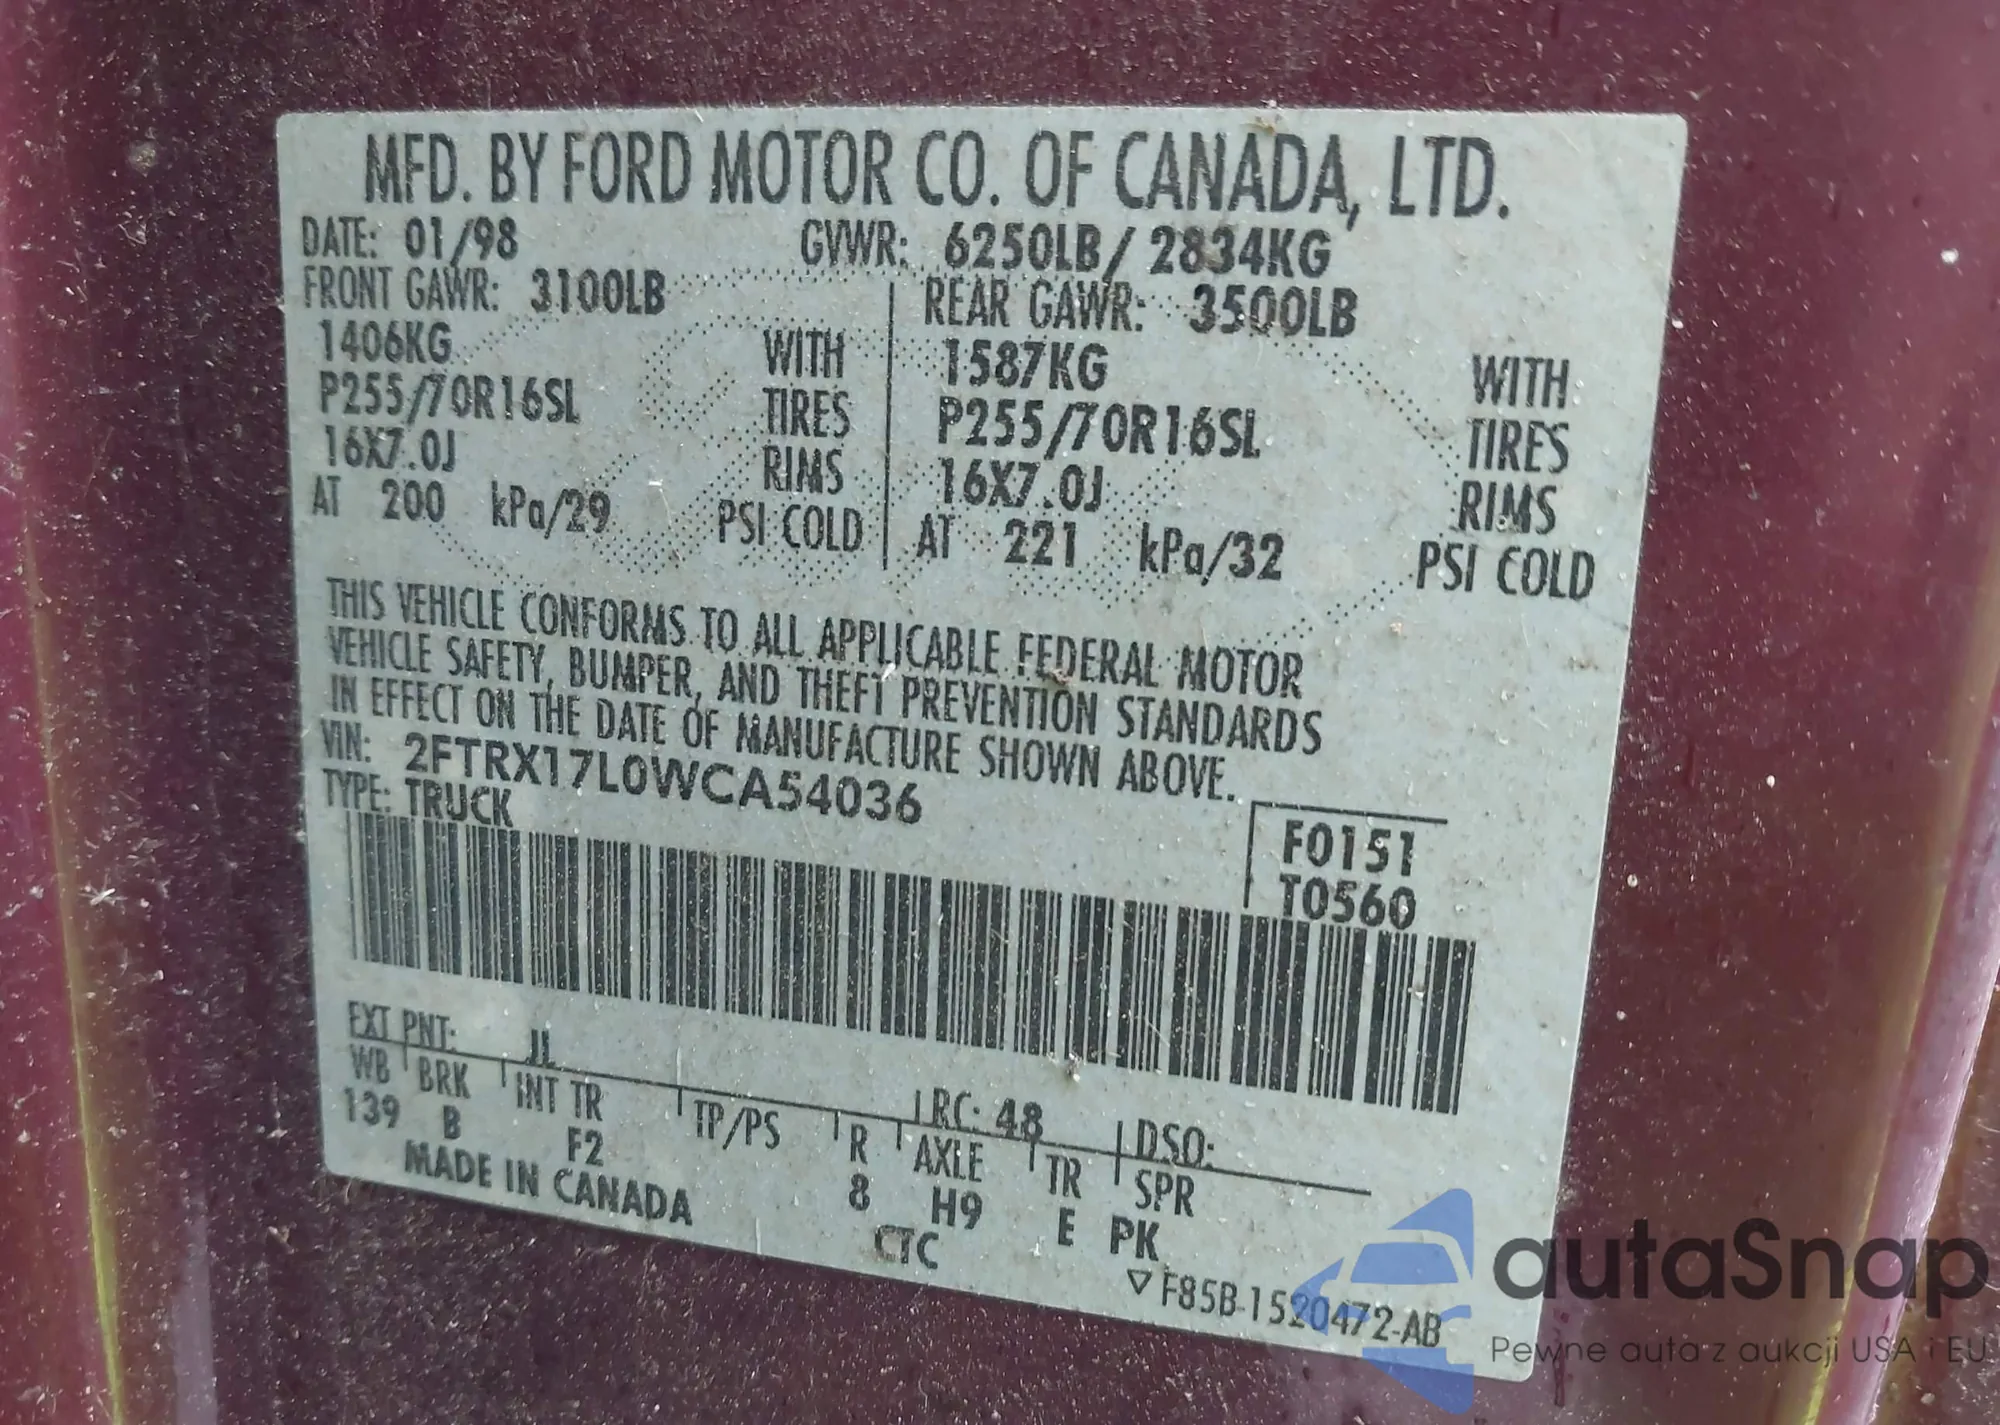 MFD. BY FORD MOTOR CO. OF CANADA, LTD.
DATE: 01/98 GVWR: 6250LB/ 2834KG
FRONT GAWR: 3100LB REAR GAWR: 3500LB
1406KG WITH 1587KG WITH
P255/70R16SL TIRES P255/70R16SL TIRES
16X7.0J RIMS 16X7.0J RIMS
AT 200 kPa/29 PSI COLD AT 221 kPa/32 PSI COLD
THIS VEHICLE CONFORMS TO ALL APPLICABLE FEDERAL MOTOR
VEHICLE SAFETY, BUMPER, AND THEFT PREVENTION STANDARDS
IN EFFECT ON THE DATE OF MANUFACTURE SHOWN ABOVE.
VIN: 2FTRX17L0WCA54036
TYPE: TRUCK
F0151
T0560
EXT PNT: JL RC: 48 DSO:
WB BRK INT TR TP/PS R AXLE TR SPR
139 B F2 8 H9 E PK
MADE IN CANADA CTC
▽ F85B-1520472-AB
autaSnap
Pewne auta z aukcji USA i EU